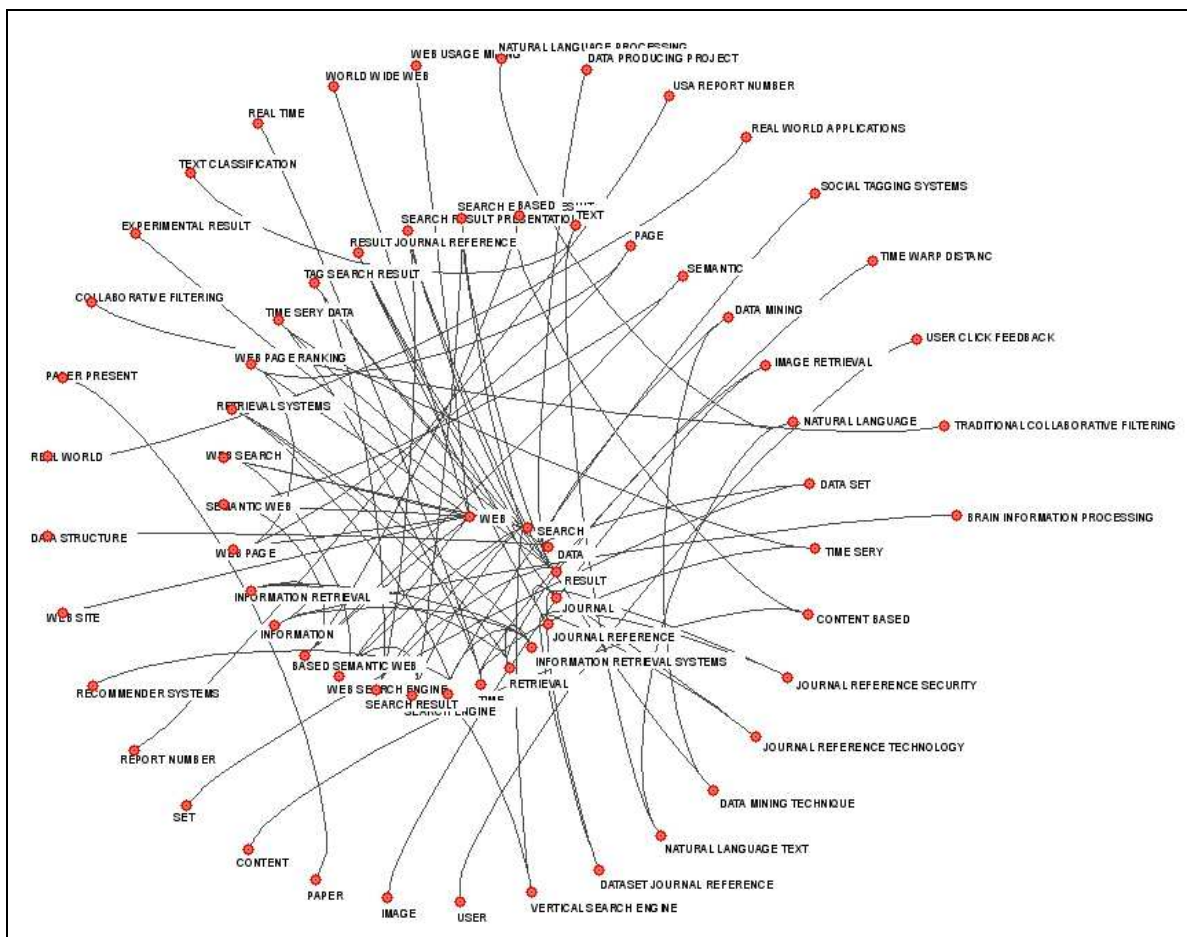 NATURAL LANGUAGE PROCESSING
WEB USAGE MINING
DATA PRODUCING PROJECT
WORLD WIDE WEB
USA REPORT NUMBER
REAL TIME
REAL WORLD APPLICATIONS
TEXT CLASSIFICATION
SOCIAL TAGGING SYSTEMS
SEARCH E RESULT
BASED
TEXT
SEARCH RESULT PRESENTATION
EXPERIMENTAL RESULT
PAGE
RESULT JOURNAL REFERENCE
TIME WARP DISTANC
SEMANTIC
TAG SEARCH RESULT
COLLABORATIVE FILTERING
DATA MINING
TIME SERY DATA
USER CLICK FEEDBACK
WEB PAGE RANKING
IMAGE RETRIEVAL
PAPER PRESENT
RETRIEVAL SYSTEMS
NATURAL LANGUAGE
TRADITIONAL COLLABORATIVE FILTERING
REAL WORLD
WEB SEARCH
DATA SET
SEMANTIC WEB
WEB
BRAIN INFORMATION PROCESSING
SEARCH
DATA STRUCTURE
WEB PAGE
DATA
TIME SERY
RESULT
INFORMATION RETRIEVAL
JOURNAL
WEB SITE
CONTENT BASED
INFORMATION
JOURNAL REFERENCE
BASED SEMANTIC WEB
INFORMATION RETRIEVAL SYSTEMS
RETRIEVAL
JOURNAL REFERENCE SECURITY
RECOMMENDER SYSTEMS
WEB SEARCH ENGINE
TIME
SEARCH RESULT
SEARCH ENGINE
REPORT NUMBER
JOURNAL REFERENCE TECHNOLOGY
DATA MINING TECHNIQUE
SET
NATURAL LANGUAGE TEXT
CONTENT
DATASET JOURNAL REFERENCE
PAPER
IMAGE
USER
VERTICAL SEARCH ENGINE